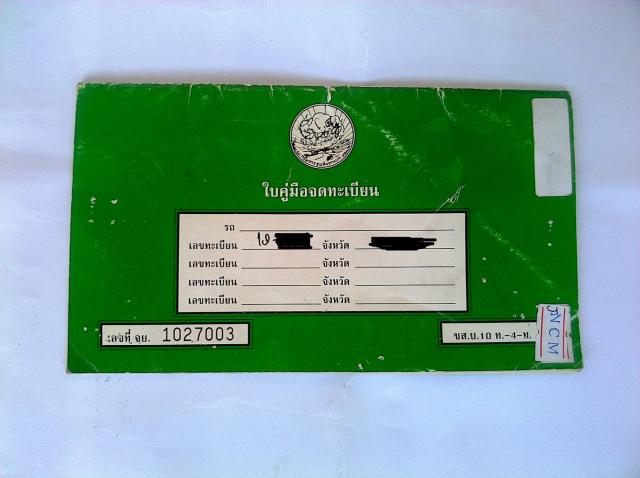 ใบคู่มือจดทะเบียน
รถ
เลขทะเบียน จังหวัด
เลขทะเบียน จังหวัด
เลขทะเบียน จังหวัด
เลขทะเบียน จังหวัด
เลขที่ จย. 1027003
ขส.บ.10 ท.-4-ท.
NCM